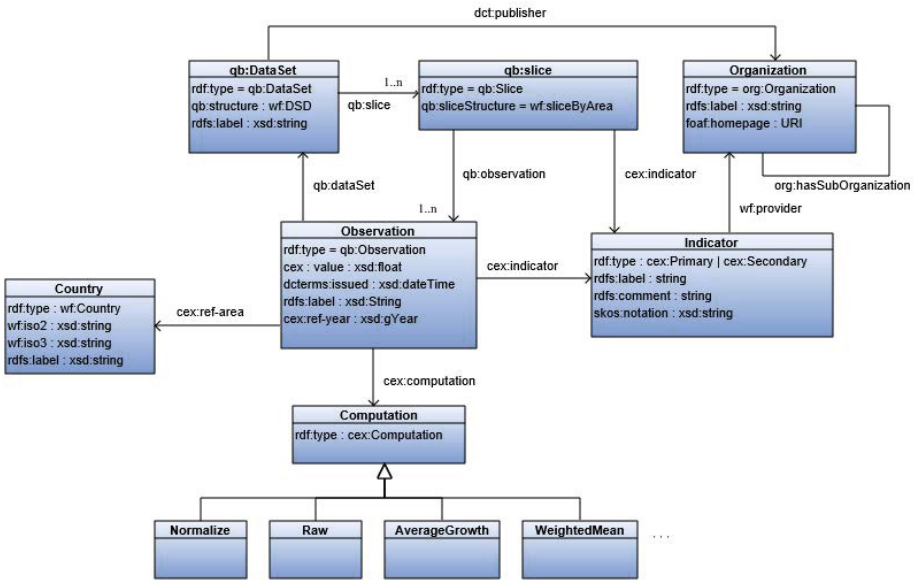 dct:publisher
qb:DataSet
rdf:type = qb:DataSet
qb:structure : wf:DSD
rdfs:label : xsd:string
1..n
qb:slice
qb:slice
rdf:type = qb:Slice
qb:sliceStructure = wf:sliceByArea
Organization
rdf:type = org:Organization
rdfs:label : xsd:string
foaf:homepage : URI
org:hasSubOrganization
qb:dataSet
qb:observation
1..n
cex:indicator
wf:provider
Observation
rdf:type = qb:Observation
cex : value : xsd:float
dcterms:issued : xsd:dateTime
rdfs:label : xsd:String
cex:ref-year : xsd:gYear
cex:indicator
Indicator
rdf:type : cex:Primary | cex:Secondary
rdfs:label : string
rdfs:comment : string
skos:notation : xsd:string
Country
rdf:type : wf:Country
wf:iso2 : xsd:string
wf:iso3 : xsd:string
rdfs:label : xsd:string
cex:ref-area
cex:computation
Computation
rdf:type : cex:Computation
Normalize
Raw
AverageGrowth
WeightedMean
. . .